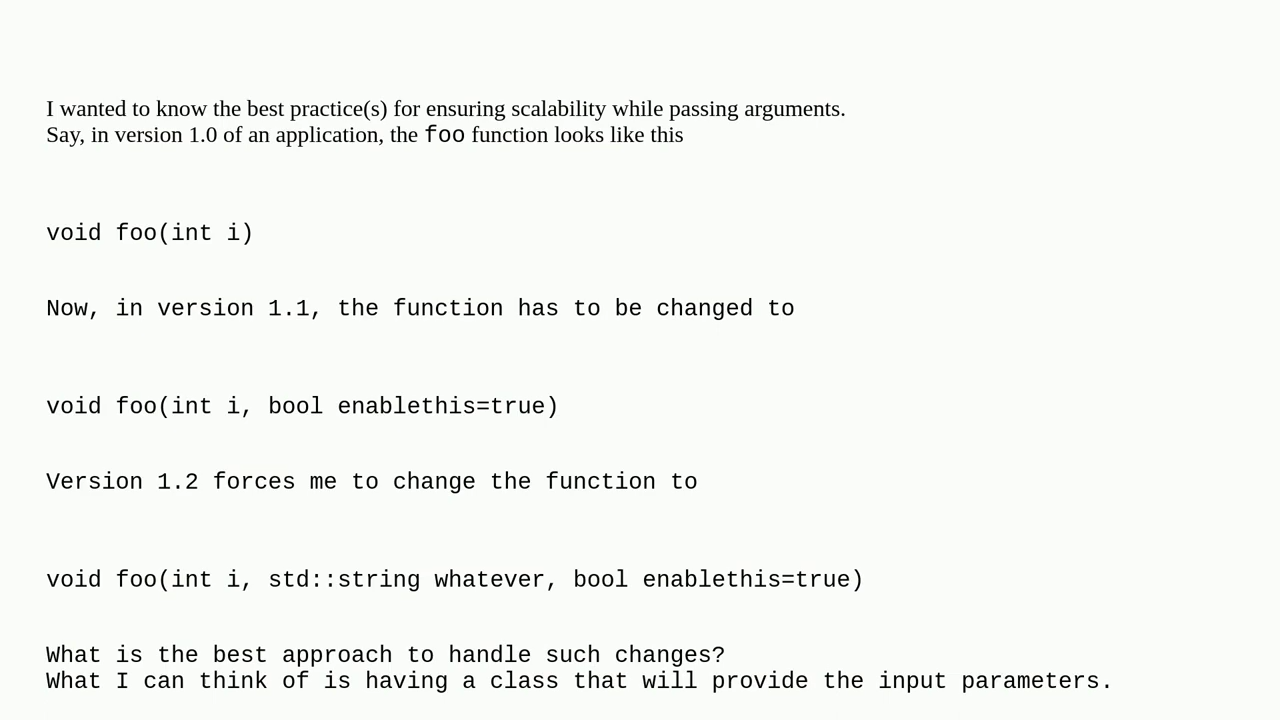 I wanted to know the best practice(s) for ensuring scalability while passing arguments.
Say, in version 1.0 of an application, the foo function looks like this
void foo(int i)
Now, in version 1.1, the function has to be changed to
void foo(int i, bool enablethis=true)
Version 1.2 forces me to change the function to
void foo(int i, std::string whatever, bool enablethis=true)
What is the best approach to handle such changes?
What I can think of is having a class that will provide the input parameters.